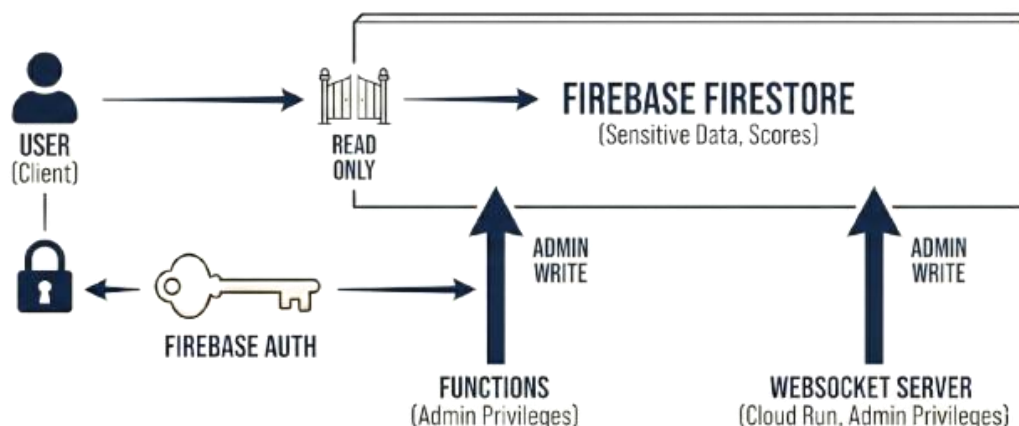 USER
(Client)
READ
ONLY
FIREBASE FIRESTORE
(Sensitive Data, Scores)
ADMIN
WRITE
ADMIN
WRITE
FIREBASE AUTH
FUNCTIONS
(Admin Privileges)
WEBSOCKET SERVER
(Cloud Run, Admin Privileges)